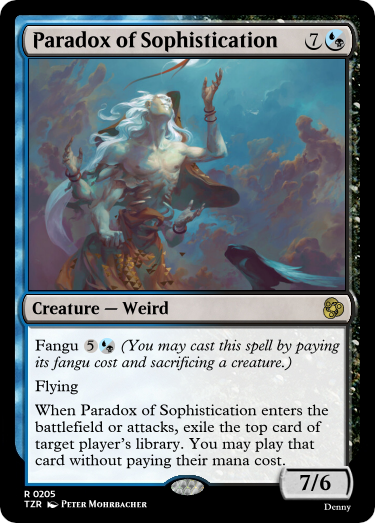 Paradox of Sophistication 7
Creature — Weird
Fangu 5 (You may cast this spell by paying
its fangu cost and sacrificing a creature.)
Flying
When Paradox of Sophistication enters the
battlefield or attacks, exile the top card of
target player's library. You may play that
card without paying their mana cost.
7/6
R 0205
TZR Peter Mohrbacher
Denny